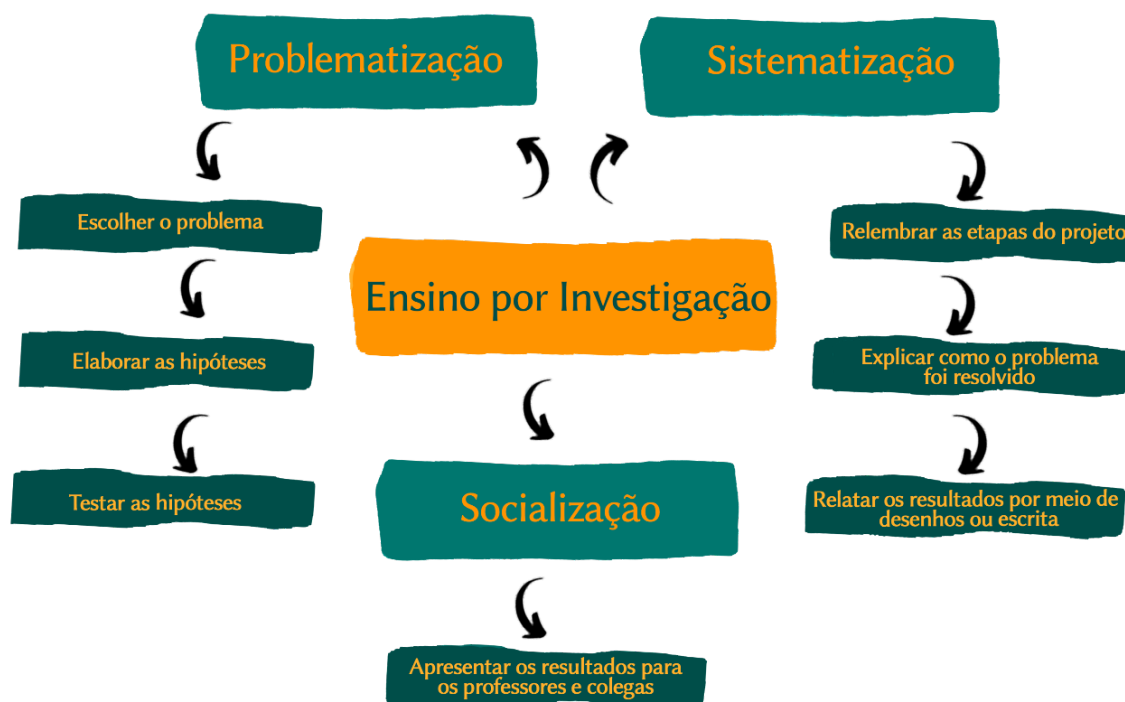 Problematização
Sistematização
Escolher o problema
Elaborar as hipóteses
Testar as hipóteses
Ensino por Investigação
Relembrar as etapas do projeto
Explicar como o problema
foi resolvido
Relatar os resultados por meio de
desenhos ou escrita
Socialização
Apresentar os resultados para
os professores e colegas